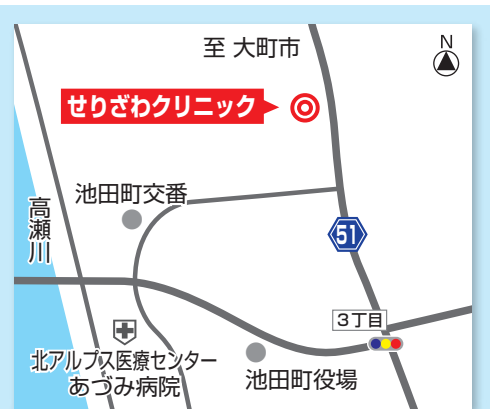 至 大町市
N
せりざわクリニック
池田町交番
高瀬川
51
3丁目
北アルプス医療センター
あづみ病院
池田町役場